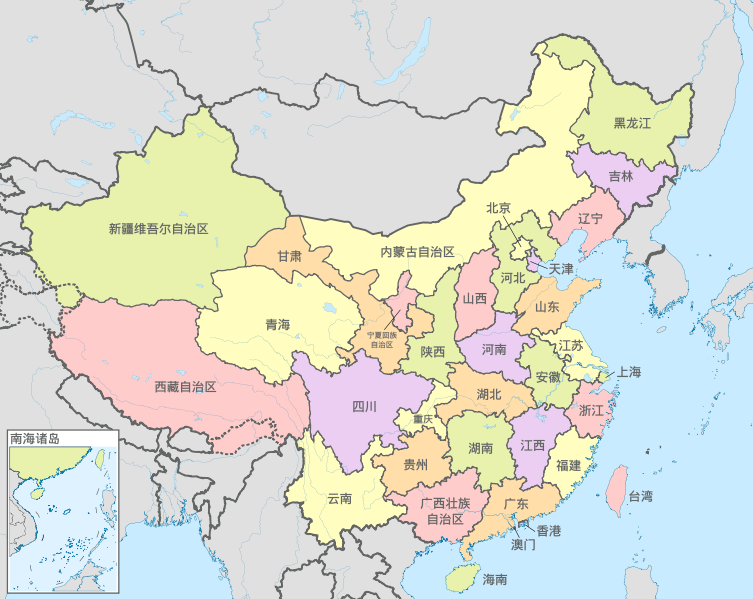 黑龙江
吉林
北京
辽宁
新疆维吾尔自治区
内蒙古自治区
甘肃
天津
河北
山西
山东
青海
宁夏回族
自治区
陕西
河南
江苏
上海
安徽
西藏自治区
四川
湖北
浙江
重庆
南海诸岛
湖南
江西
贵州
福建
云南
广西壮族
自治区
广东
台湾
香港
澳门
海南